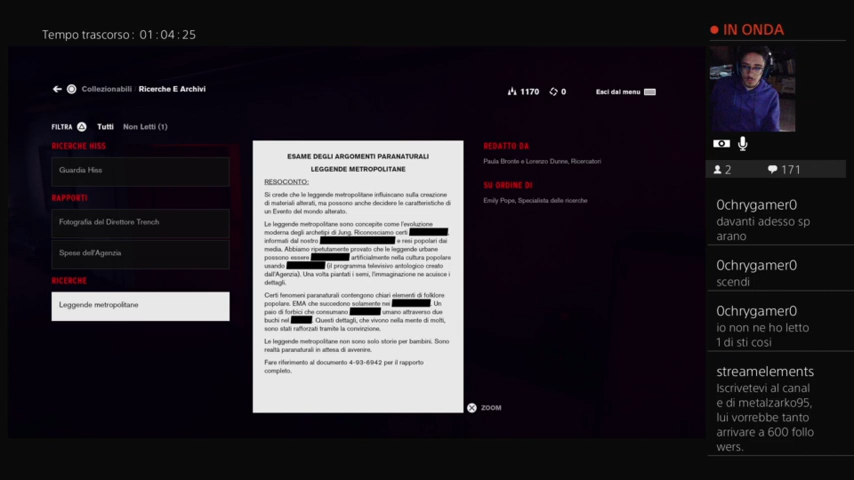 Tempo trascorso: 01:04:25
IN ONDA
Collezionabili Ricerche E Archivi
1170 0 Esci dal menu
FILTRA Tutti Non Letti (1)
RICERCHE HISS
Guardia Hiss
RAPPORTI
Fotografia del Direttore Trench
Spese dell'Agenzia
RICERCHE
Leggende metropolitane
ESAME DEGLI ARGOMENTI PARANATURALI
LEGGENDE METROPOLITANE
RESOCONTO:
Si crede che le leggende metropolitane influiscano sulla creazione
di materiali alterati, ma possono anche decidere le caratteristiche di
un Evento del mondo alterato.
Le leggende metropolitane sono concepite come l'evoluzione
moderna degli archetipi di Jung. Riconosciamo certi
informati dal nostro e resi popolari dai
media. Abbiamo ripetutamente provato che le leggende urbane
possono essere artificialmente nella cultura popolare
usando (il programma televisivo antologico creato
dall'Agenzia). Una volta piantati i semi, l'immaginazione ne acuisce i
dettagli.
Certi fenomeni paranaturali contengono chiari elementi di folklore
popolare. EMA che succedono solamente nei . Un
paio di forbici che consumano umano attraverso due
buchi nel . Questi dettagli, che vivono nella mente di molti,
sono stati rafforzati tramite la convinzione.
Le leggende metropolitane non sono solo storie per bambini. Sono
realtà paranaturali in attesa di avvenire.
Fare riferimento al documento 4-93-6942 per il rapporto
completo.
REDATTO DA
Paula Bronte e Lorenzo Dunne, Ricercatori
SU ORDINE DI
Emily Pope, Specialista delle ricerche
ZOOM
2 171
0chrygamer0
davanti adesso sp
arano
0chrygamer0
scendi
0chrygamer0
io non ne ho letto
1 di sti cosi
streamelements
Iscrivetevi al canal
e di metalzarko95,
lui vorrebbe tanto
arrivare a 600 follo
wers.